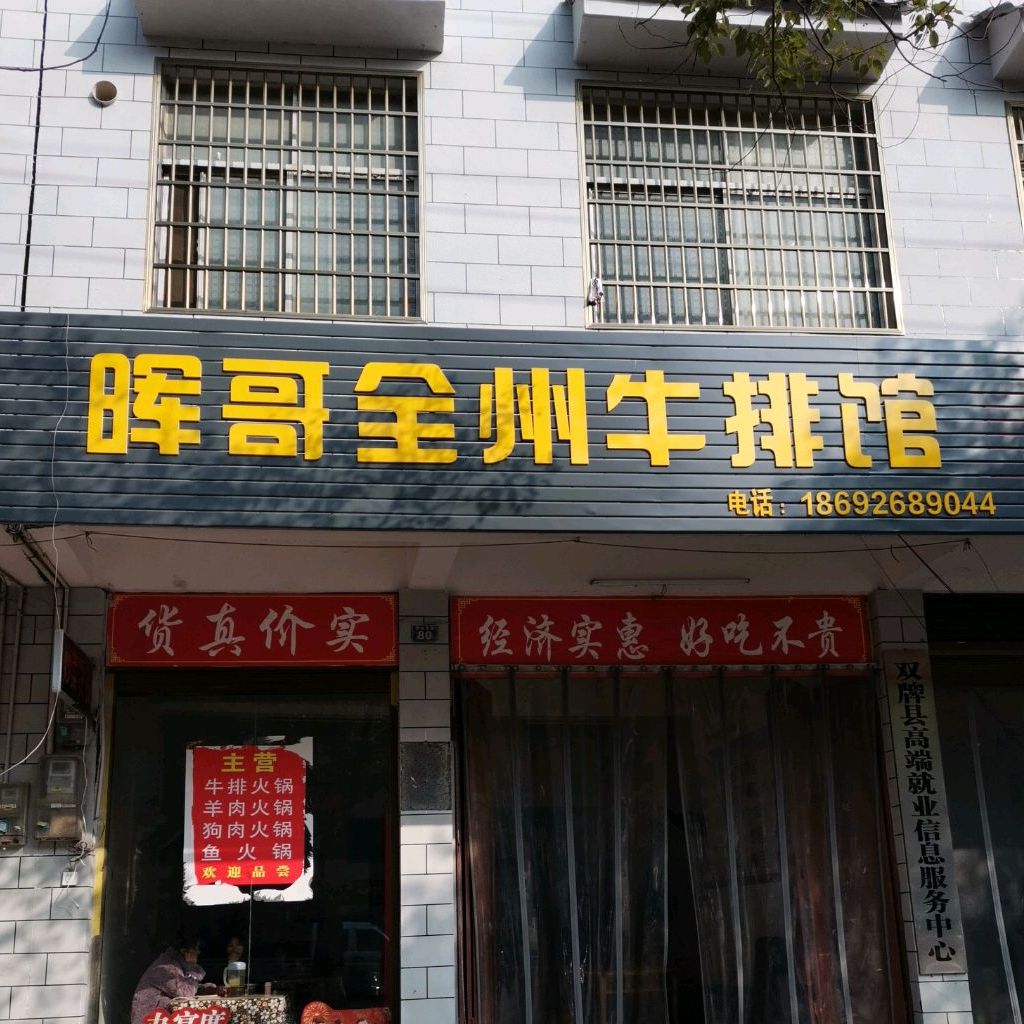 晖哥全州牛排馆
电话：18692689044
货真价实
80
经济实惠 好吃不贵
主营
牛排火锅
羊肉火锅
狗肉火锅
鱼火锅
欢迎品尝
双牌县高端就业信息服务中心